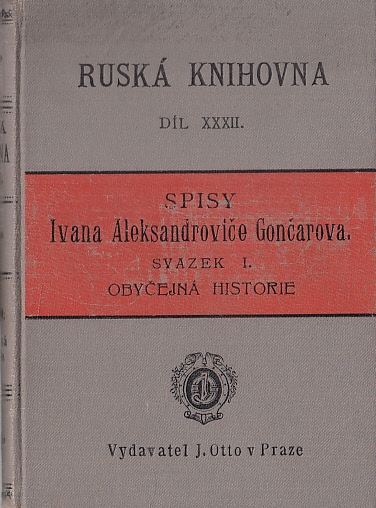 RUSKÁ KNIHOVNA
DÍL XXXII.
SPISY
Ivana Aleksandroviče Gončarova.
SVAZEK I.
OBYČEJNÁ HISTORIE
Vydavatel J. Otto v Praze